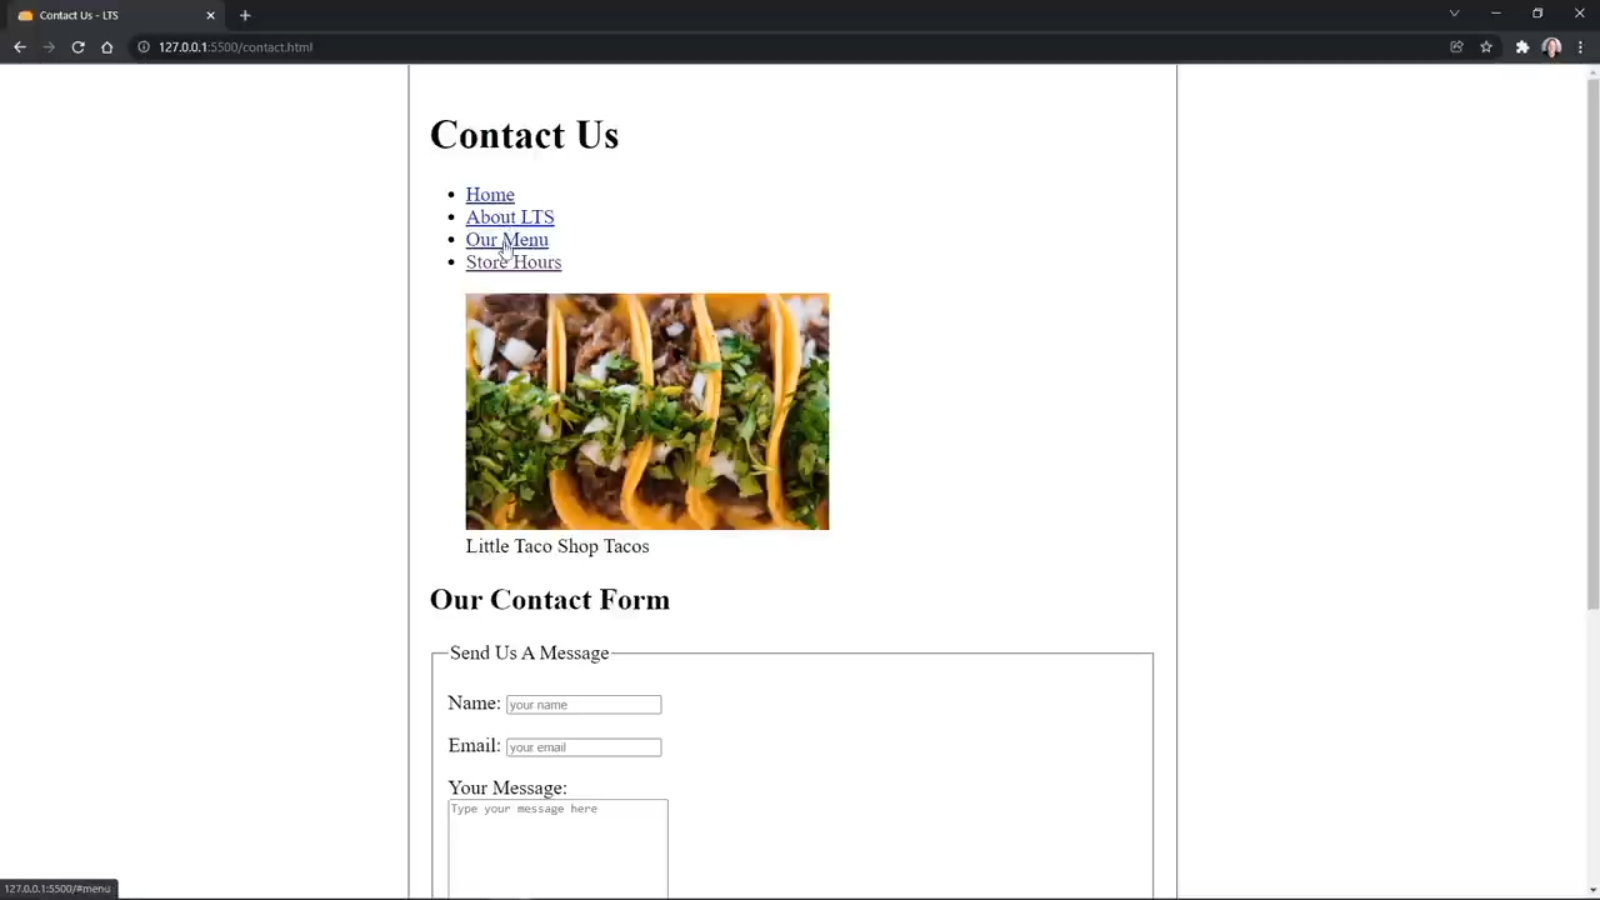 Contact Us - LTS
127.0.0.1:5500/contact.html
Contact Us
Home
About LTS
Our Menu
Store Hours
Little Taco Shop Tacos
Our Contact Form
Send Us A Message
Name: your name
Email: your email
Your Message:
Type your message here
127.0.0.1:5500/#menu